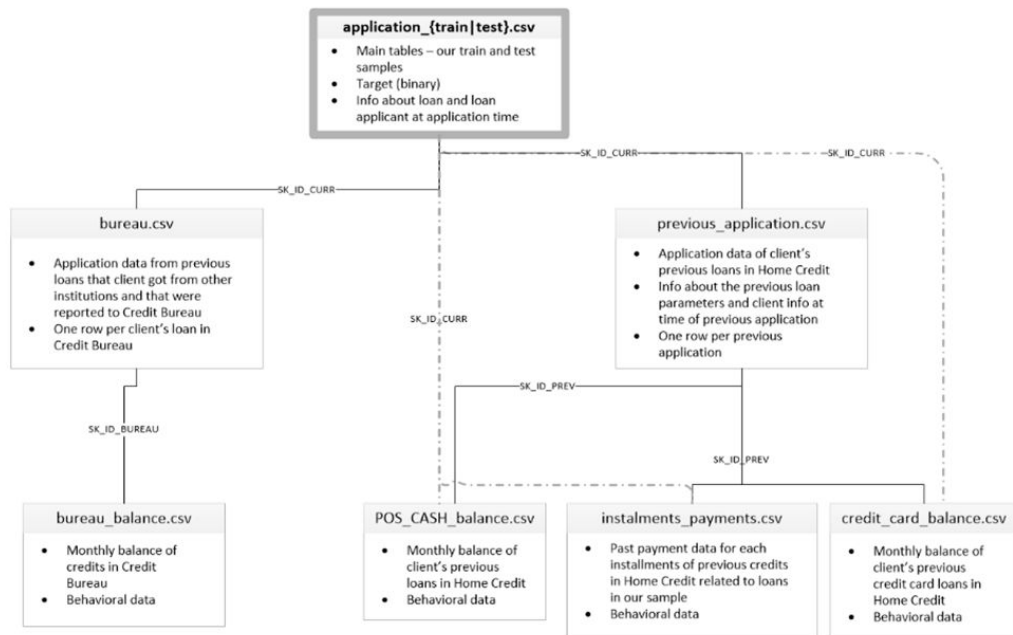 application_{train|test}.csv
• Main tables – our train and test
samples
• Target (binary)
• Info about loan and loan
applicant at application time
SK_ID_CURR
SK_ID_CURR
SK_ID_CURR
bureau.csv
• Application data from previous
loans that client got from other
institutions and that were
reported to Credit Bureau
• One row per client's loan in
Credit Bureau
previous_application.csv
• Application data of client's
previous loans in Home Credit
• Info about the previous loan
parameters and client info at
time of previous application
• One row per previous
application
SK_ID_CURR
SK_ID_PREV
SK_ID_BUREAU
SK_ID_PREV
bureau_balance.csv
• Monthly balance of
credits in Credit
Bureau
• Behavioral data
POS_CASH_balance.csv
• Monthly balance of
client's previous
loans in Home Credit
• Behavioral data
instalments_payments.csv
• Past payment data for each
installments of previous credits
in Home Credit related to loans
in our sample
• Behavioral data
credit_card_balance.csv
• Monthly balance of
client's previous
credit card loans in
Home Credit
• Behavioral data